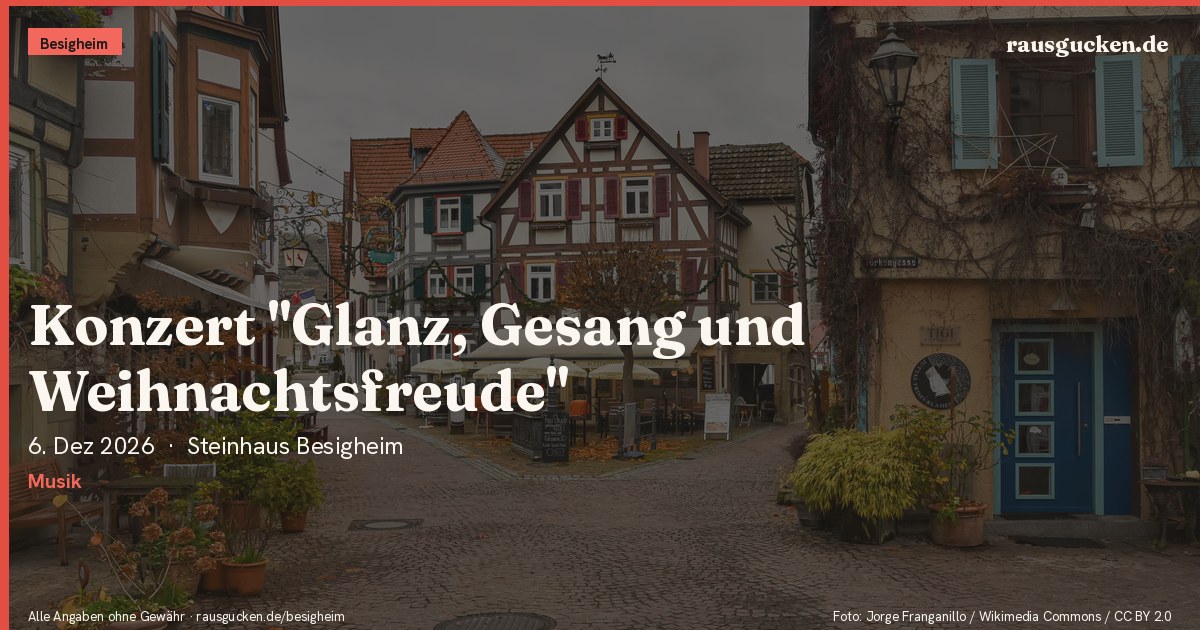 Besigheim
rausgucken.de
Konzert "Glanz, Gesang und
Weihnachtsfreude"
6. Dez 2026 · Steinhaus Besigheim
Musik
Alle Angaben ohne Gewähr · rausgucken.de/besigheim
Foto: Jorge Franganillo / Wikimedia Commons / CC BY 2.0